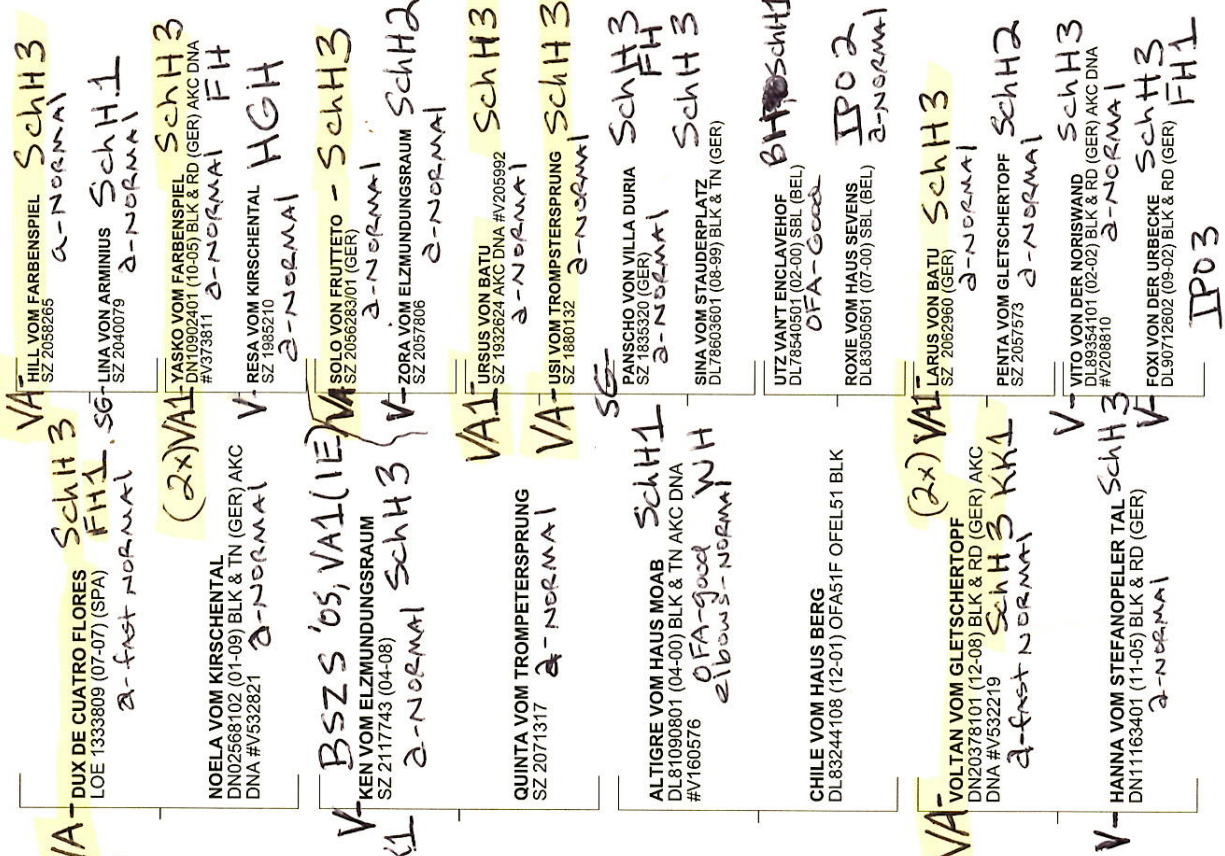 VA- DUX DE CUATRO FLORES SchH 3
LOE 1333809 (07-07) (SPA) FH1
a-fast NORMAl
NOELA VOM KIRSCHENTAL
DN02568102 (01-09) BLK & TN (GER) AKC
DNA #V532821 a-NORMAl
BSZS '05, VA1(IE)
V- KEN VOM ELZMUNDUNGSRAUM
SZ 2117743 (04-08)
a-NORMAl SchH3
QUINTA VOM TROMPETERSPRUNG
SZ 2071317 a-NORMAl
ALTIGRE VOM HAUS MOAB SchH1
DL81090801 (04-00) BLK & TN AKC DNA
#V160576 OFA-good WH
elbows-NORMAl
CHILE VOM HAUS BERG
DL83244108 (12-01) OFA51F OFEL51 BLK
VA- VOLTAN VOM GLETSCHERTOPF
DN20378101 (12-08) BLK & RD (GER) AKC
DNA #V532219 SchH 3 KK1
a-fast NORMAl
V- HANNA VOM STEFANOPELER TAL SchH 3
DN11163401 (11-05) BLK & RD (GER)
a-NORMAl
VA- HILL VOM FARBENSPIEL SchH3
SZ 2058265 a-NORMAl
SG- LINA VON ARMINIUS SchH1
SZ 2040079 a-NORMAl
(2x)VA1- YASKO VOM FARBENSPIEL SchH3
DN10902401 (10-05) BLK & RD (GER) AKC DNA
#V373811 a-NORMAl FH
V- RESA VOM KIRSCHENTAL HGH
SZ 1985210 a-NORMAl
VA SOLO VON FRUTTETO - SchH3
SZ 2056283/01 (GER) a-NORMAl
V- ZORA VOM ELZMUNDUNGSRAUM SchH2
SZ 2057806 a-NORMAl
VA1- URSUS VON BATU SchH3
SZ 1932624 AKC DNA #V205992
a-NORMAl
VA- USI VOM TROMPSTERSPRUNG SchH 3
SZ 1880132 a-NORMAl
SG- PANSCHO VON VILLA DURIA SchH3
SZ 1835320 (GER) FH
a-NORMAl
SINA VOM STAUDERPLATZ SchH 3
DL78603601 (08-99) BLK & TN (GER)
UTZ VAN'T ENCLAVEHOF BH SchH1
DL78540501 (02-00) SBL (BEL)
OFA-Good
ROXIE VOM HAUS SEVENS IPO2
DL83050501 (07-00) SBL (BEL) a-NORMAl
(2x) VA1- LARUS VON BATU SchH3
SZ 2062960 (GER) a-NORMAl
PENTA VOM GLETSCHERTOPF SchH2
SZ 2057573 a-NORMAl
V- VITO VON DER NORISWAND SchH3
DL89354101 (02-02) BLK & RD (GER) AKC DNA
#V208810 a-NORMAl
V- FOXI VON DER URBECKE SchH3
DL90712602 (09-02) BLK & RD (GER) FH1
IPO3